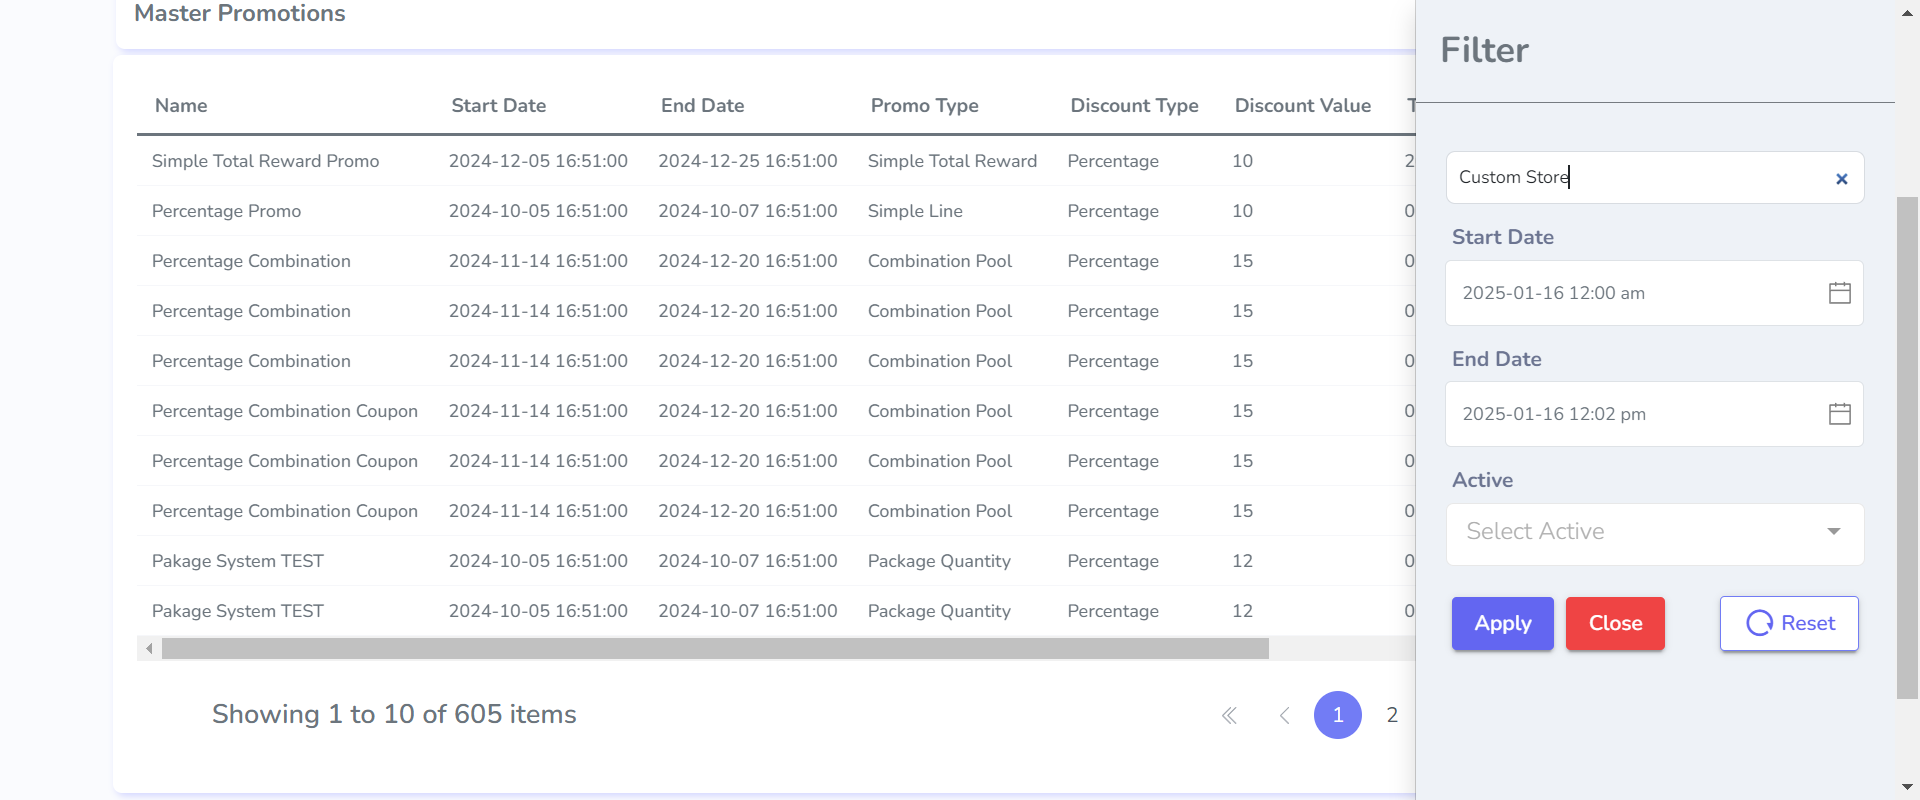 Master Promotions
Name Start Date End Date Promo Type Discount Type Discount Value
Simple Total Reward Promo 2024-12-05 16:51:00 2024-12-25 16:51:00 Simple Total Reward Percentage 10 2
Percentage Promo 2024-10-05 16:51:00 2024-10-07 16:51:00 Simple Line Percentage 10 0
Percentage Combination 2024-11-14 16:51:00 2024-12-20 16:51:00 Combination Pool Percentage 15 0
Percentage Combination 2024-11-14 16:51:00 2024-12-20 16:51:00 Combination Pool Percentage 15 0
Percentage Combination 2024-11-14 16:51:00 2024-12-20 16:51:00 Combination Pool Percentage 15 0
Percentage Combination Coupon 2024-11-14 16:51:00 2024-12-20 16:51:00 Combination Pool Percentage 15 0
Percentage Combination Coupon 2024-11-14 16:51:00 2024-12-20 16:51:00 Combination Pool Percentage 15 0
Percentage Combination Coupon 2024-11-14 16:51:00 2024-12-20 16:51:00 Combination Pool Percentage 15 0
Pakage System TEST 2024-10-05 16:51:00 2024-10-07 16:51:00 Package Quantity Percentage 12 0
Pakage System TEST 2024-10-05 16:51:00 2024-10-07 16:51:00 Package Quantity Percentage 12 0
Showing 1 to 10 of 605 items
1 2
Filter
Custom Store
Start Date
2025-01-16 12:00 am
End Date
2025-01-16 12:02 pm
Active
Select Active
Apply Close Reset